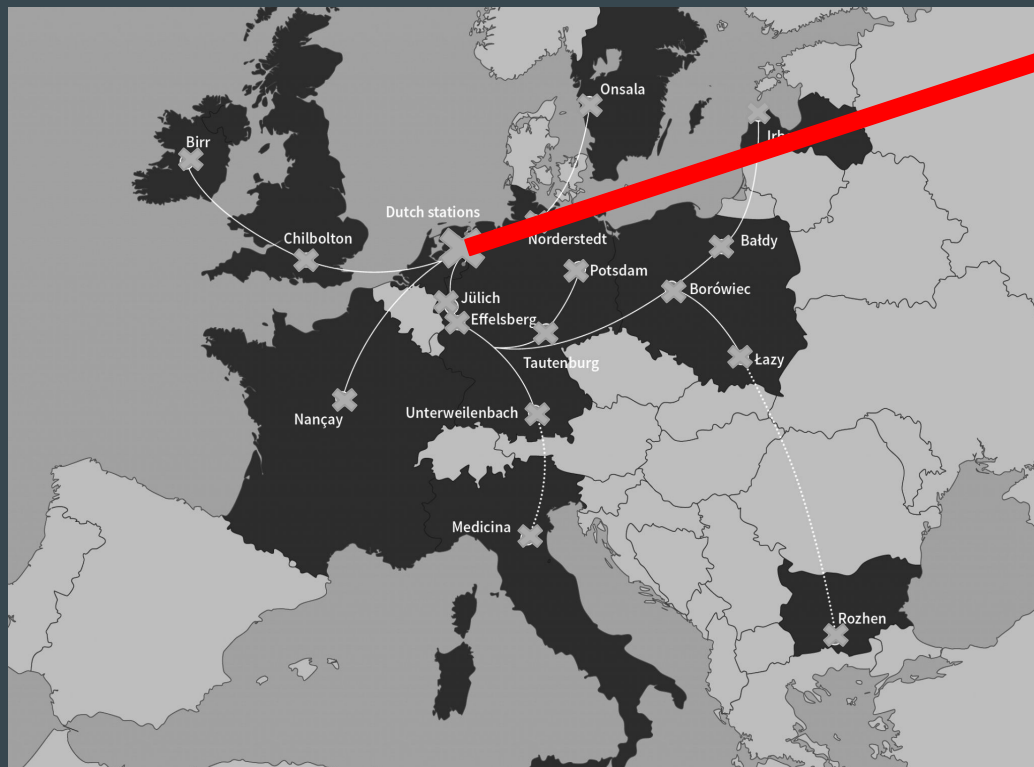 Onsala
Birr
Dutch stations
Chilbolton
Norderstedt
Bałdy
Potsdam
Borówiec
Jülich
Effelsberg
Tautenburg
Łazy
Nançay
Unterweilenbach
Medicina
Rozhen